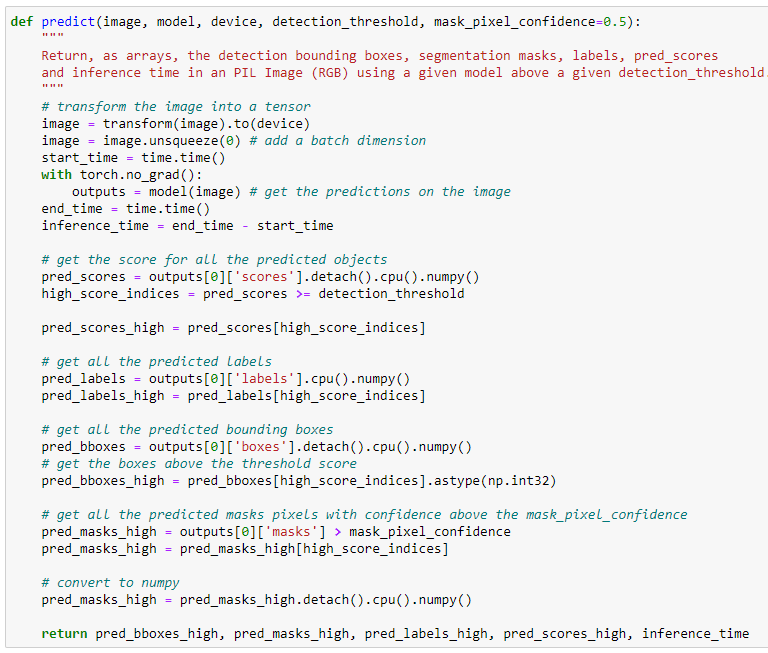 def predict(image, model, device, detection_threshold, mask_pixel_confidence=0.5):
    """
    Return, as arrays, the detection bounding boxes, segmentation masks, labels, pred_scores
    and inference time in an PIL Image (RGB) using a given model above a given detection_threshold.
    """
    # transform the image into a tensor
    image = transform(image).to(device)
    image = image.unsqueeze(0) # add a batch dimension
    start_time = time.time()
    with torch.no_grad():
        outputs = model(image) # get the predictions on the image
    end_time = time.time()
    inference_time = end_time - start_time

    # get the score for all the predicted objects
    pred_scores = outputs[0]['scores'].detach().cpu().numpy()
    high_score_indices = pred_scores >= detection_threshold

    pred_scores_high = pred_scores[high_score_indices]

    # get all the predicted labels
    pred_labels = outputs[0]['labels'].cpu().numpy()
    pred_labels_high = pred_labels[high_score_indices]

    # get all the predicted bounding boxes
    pred_bboxes = outputs[0]['boxes'].detach().cpu().numpy()
    # get the boxes above the threshold score
    pred_bboxes_high = pred_bboxes[high_score_indices].astype(np.int32)

    # get all the predicted masks pixels with confidence above the mask_pixel_confidence
    pred_masks_high = outputs[0]['masks'] > mask_pixel_confidence
    pred_masks_high = pred_masks_high[high_score_indices]

    # convert to numpy
    pred_masks_high = pred_masks_high.detach().cpu().numpy()

    return pred_bboxes_high, pred_masks_high, pred_labels_high, pred_scores_high, inference_time